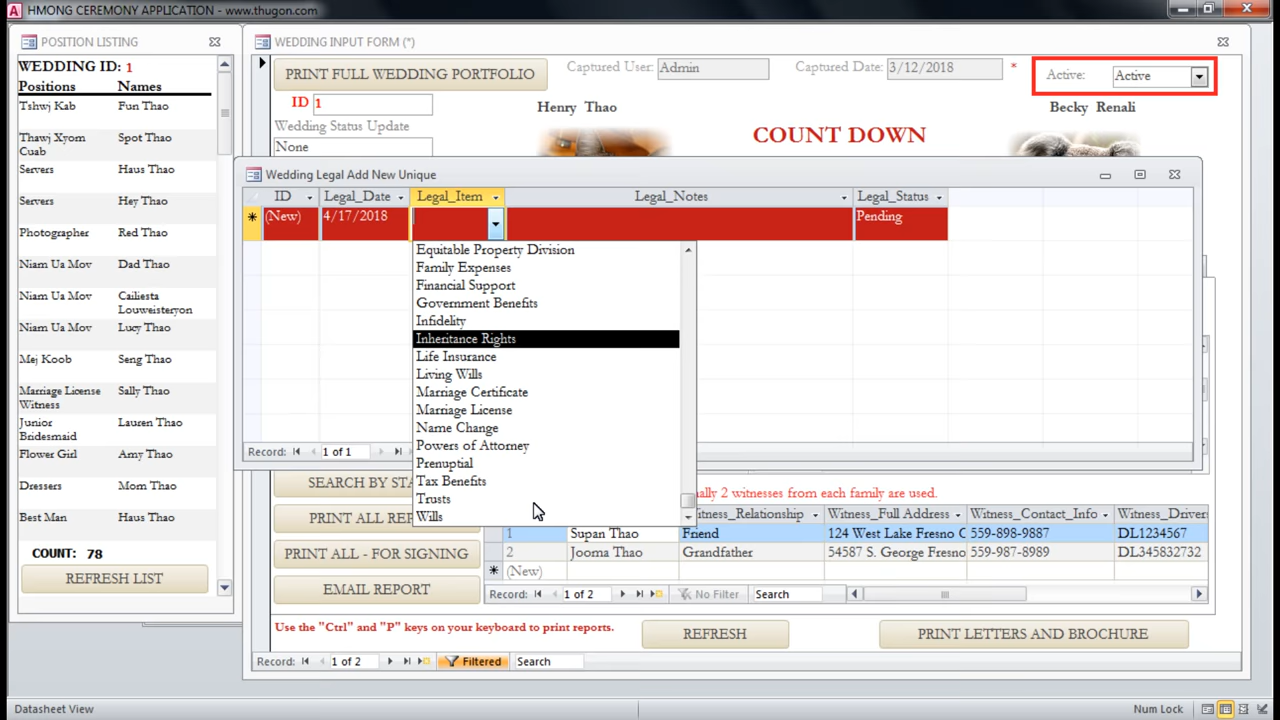 HMONG CEREMONY APPLICATION - www.thugon.com
POSITION LISTING
WEDDING ID: 1
Positions Names
Tshwj Kab Fun Thao
Thawj Xyom Cuab Spot Thao
Servers Haus Thao
Servers Hey Thao
Photographer Red Thao
Niam Ua Mov Dad Thao
Niam Ua Mov Cailiesta Louweisteryon
Niam Ua Mov Lucy Thao
Mej Koob Seng Thao
Marriage License Witness Sally Thao
Junior Bridesmaid Lauren Thao
Flower Girl Amy Thao
Dressers Mom Thao
Best Man Haus Thao
COUNT: 78
REFRESH LIST
WEDDING INPUT FORM (*)
PRINT FULL WEDDING PORTFOLIO
Captured User: Admin
Captured Date: 3/12/2018 *
Active: Active
ID 1
Henry Thao
Becky Renali
Wedding Status Update
None
COUNT DOWN
Wedding Legal Add New Unique
ID Legal_Date Legal_Item Legal_Notes Legal_Status
* (New) 4/17/2018 Pending
Equitable Property Division
Family Expenses
Financial Support
Government Benefits
Infidelity
Inheritance Rights
Life Insurance
Living Wills
Marriage Certificate
Marriage License
Name Change
Powers of Attorney
Prenuptial
Tax Benefits
Trusts
Wills
Record: 1 of 1
SEARCH BY STA
PRINT ALL REP
PRINT ALL - FOR SIGNING
EMAIL REPORT
ally 2 witnesses from each family are used.
itness_Relationship Witness_Full Address Witness_Contact_Info Witness_Drivers
1 Supan Thao Friend 124 West Lake Fresno C 559-898-9887 DL1234567
2 Jooma Thao Grandfather 54587 S. George Fresno 559-987-8989 DL345832732
* (New)
Record: 1 of 2 No Filter Search
Use the "Ctrl" and "P" keys on your keyboard to print reports.
REFRESH
PRINT LETTERS AND BROCHURE
Record: 1 of 2 Filtered Search
Datasheet View
Num Lock